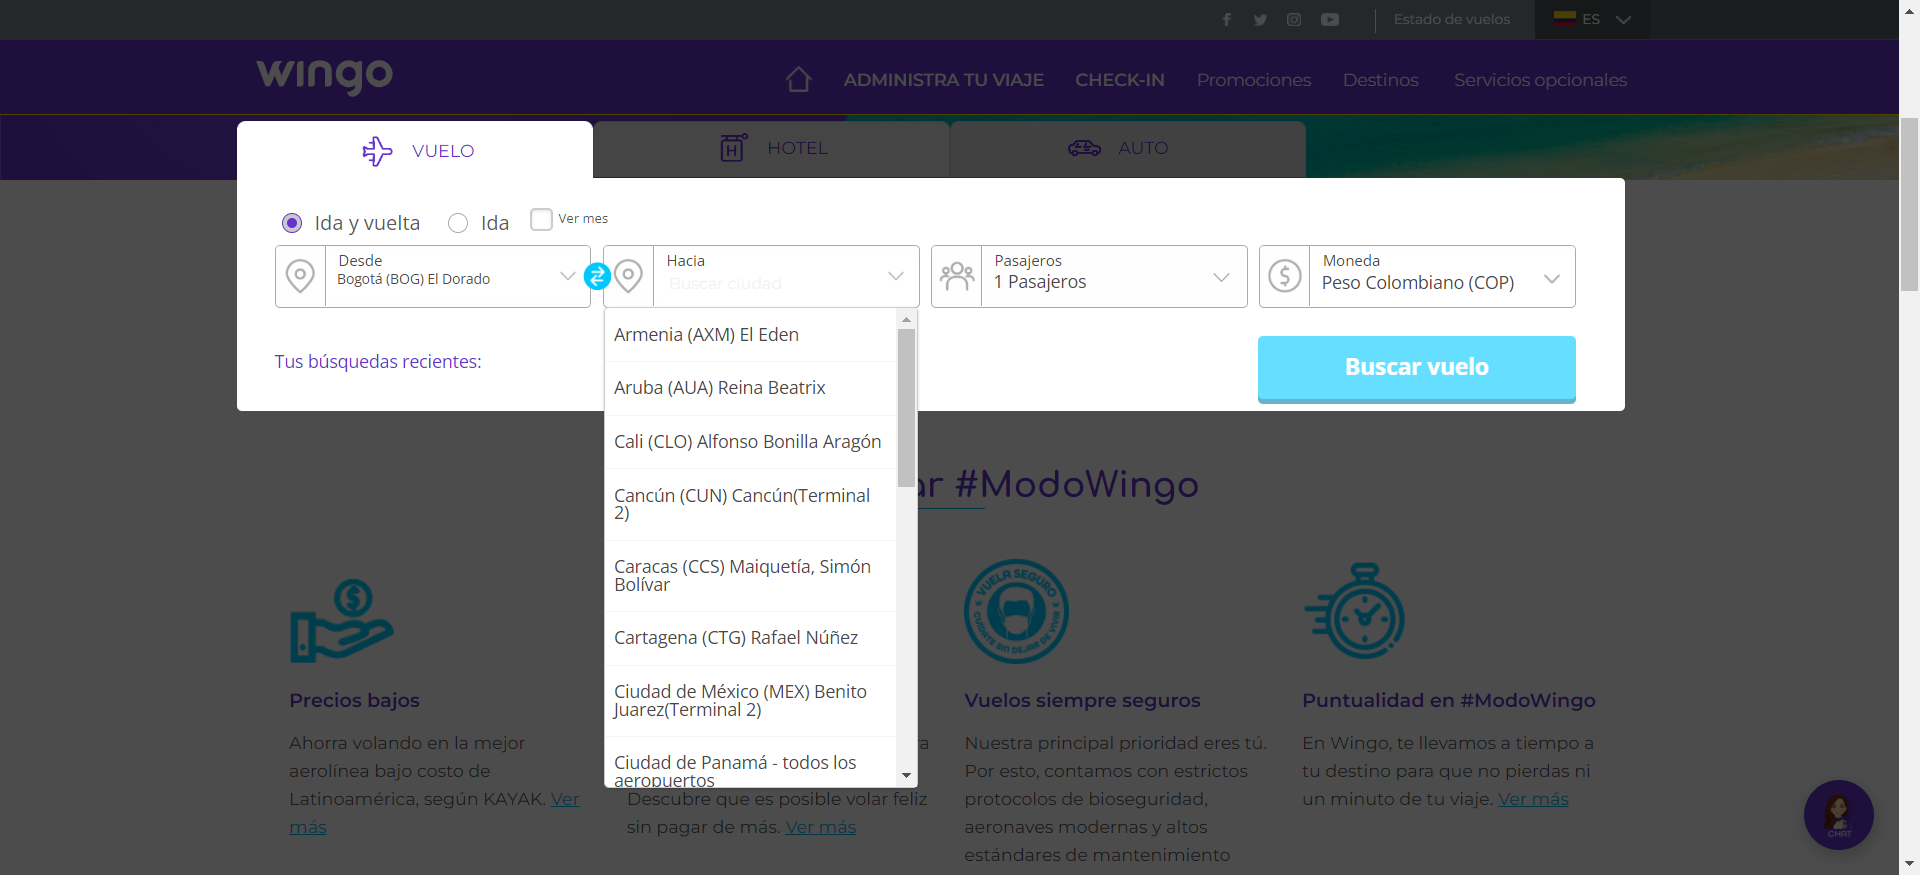 Estado de vuelos
ES
wingo
ADMINISTRA TU VIAJE
CHECK-IN
Promociones
Destinos
Servicios opcionales
VUELO
HOTEL
AUTO
Ida y vuelta
Ida
Ver mes
Desde
Bogotá (BOG) El Dorado
Hacia
Buscar ciudad
Pasajeros
1 Pasajeros
Moneda
Peso Colombiano (COP)
Tus búsquedas recientes:
Buscar vuelo
Armenia (AXM) El Eden
Aruba (AUA) Reina Beatrix
Cali (CLO) Alfonso Bonilla Aragón
Cancún (CUN) Cancún(Terminal
2)
Caracas (CCS) Maiquetía, Simón
Bolívar
Cartagena (CTG) Rafael Núñez
Ciudad de México (MEX) Benito
Juarez(Terminal 2)
Ciudad de Panamá - todos los
aeropuertos
ar #ModoWingo
Precios bajos
Ahorra volando en la mejor
aerolínea bajo costo de
Latinoamérica, según KAYAK. Ver
más
Descubre que es posible volar feliz
sin pagar de más. Ver más
VUELA SEGURO
CUÍDATE SIN DEJAR DE VIVIR
Vuelos siempre seguros
Nuestra principal prioridad eres tú.
Por esto, contamos con estrictos
protocolos de bioseguridad,
aeronaves modernas y altos
estándares de mantenimiento
Puntualidad en #ModoWingo
En Wingo, te llevamos a tiempo a
tu destino para que no pierdas ni
un minuto de tu viaje. Ver más
CHAT